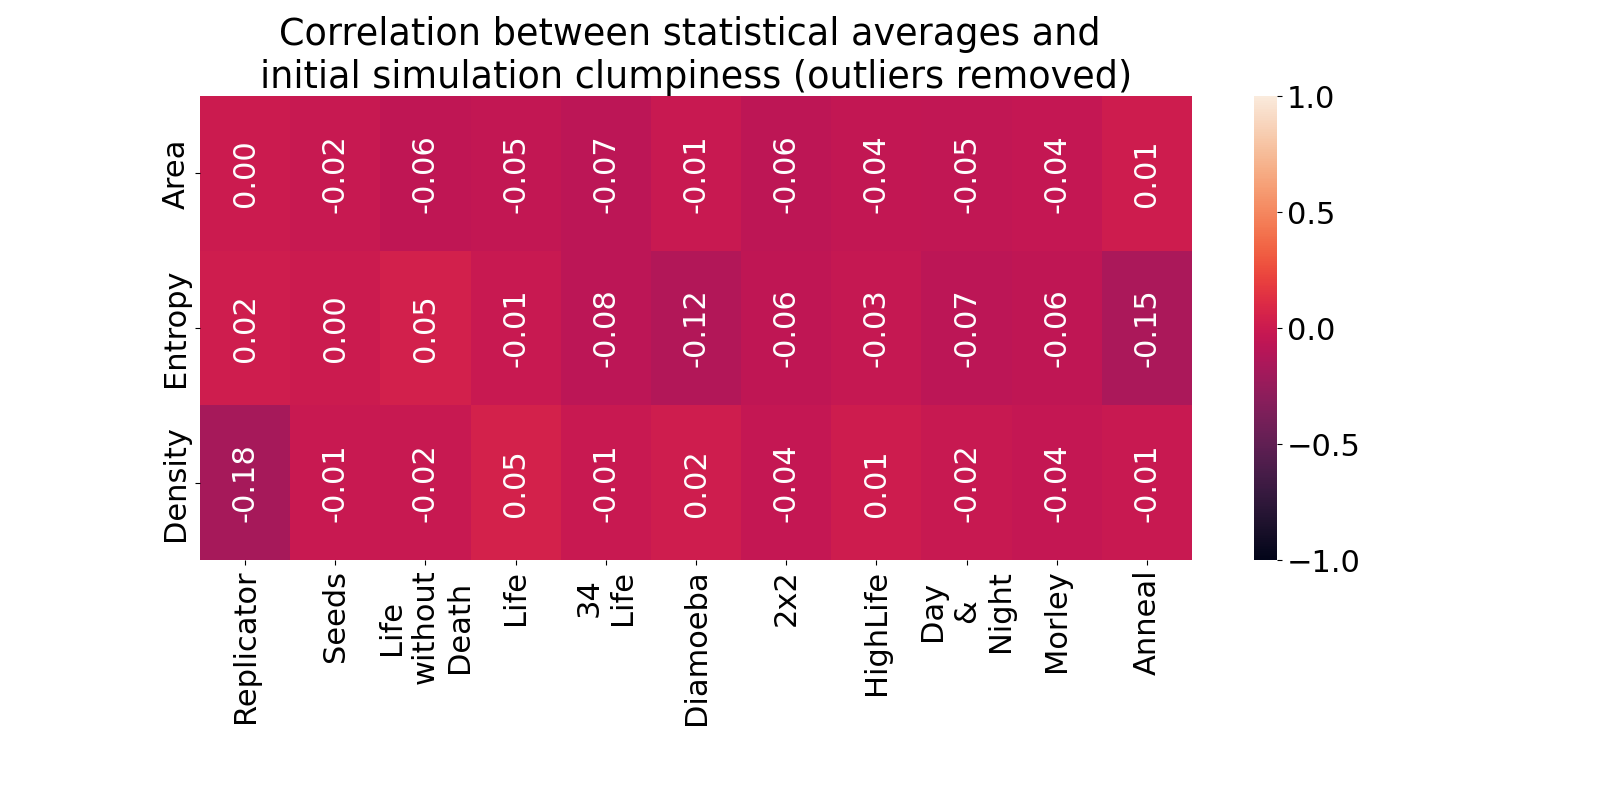 Correlation between statistical averages and
initial simulation clumpiness (outliers removed)
Area
0.00
-0.02
-0.06
-0.05
-0.07
-0.01
-0.06
-0.04
-0.05
-0.04
0.01
Entropy
0.02
0.00
0.05
-0.01
-0.08
-0.12
-0.06
-0.03
-0.07
-0.06
-0.15
Density
-0.18
-0.01
-0.02
0.05
-0.01
0.02
-0.04
0.01
-0.02
-0.04
-0.01
Replicator
Seeds
Life
without
Death
Life
34
Life
Diamoeba
2x2
HighLife
Day
&
Night
Morley
Anneal
1.0
0.5
0.0
−0.5
−1.0